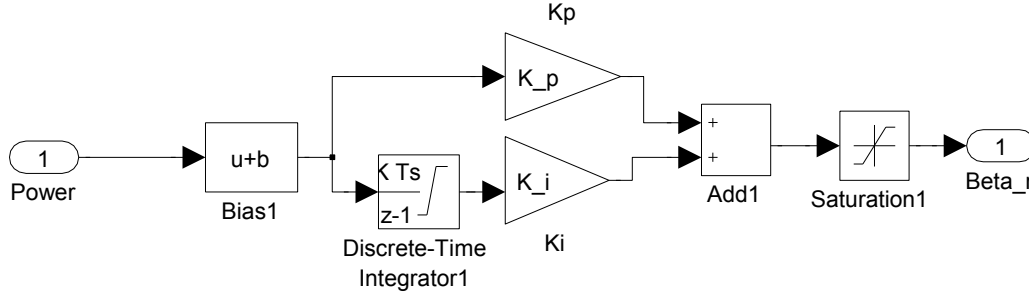 Kp
K_p
+
+
1
Power
u+b
Bias1
K Ts
z-1
Discrete-Time
Integrator1
K_i
Ki
Add1
Saturation1
1
Beta_r